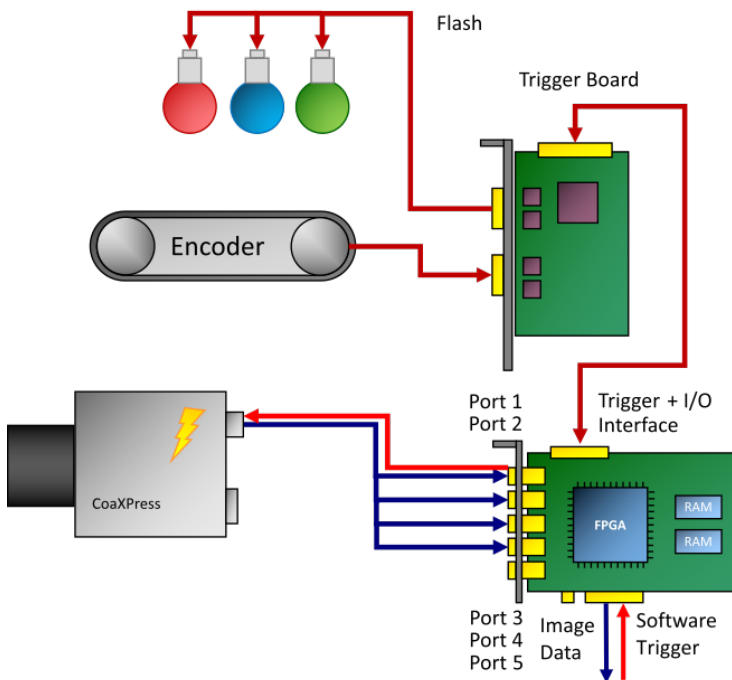 Flash
Trigger Board
Encoder
Port 1
Port 2
Trigger + I/O
Interface
CoaXPress
FPGA
RAM
RAM
Port 3
Port 4
Port 5
Image
Data
Software
Trigger